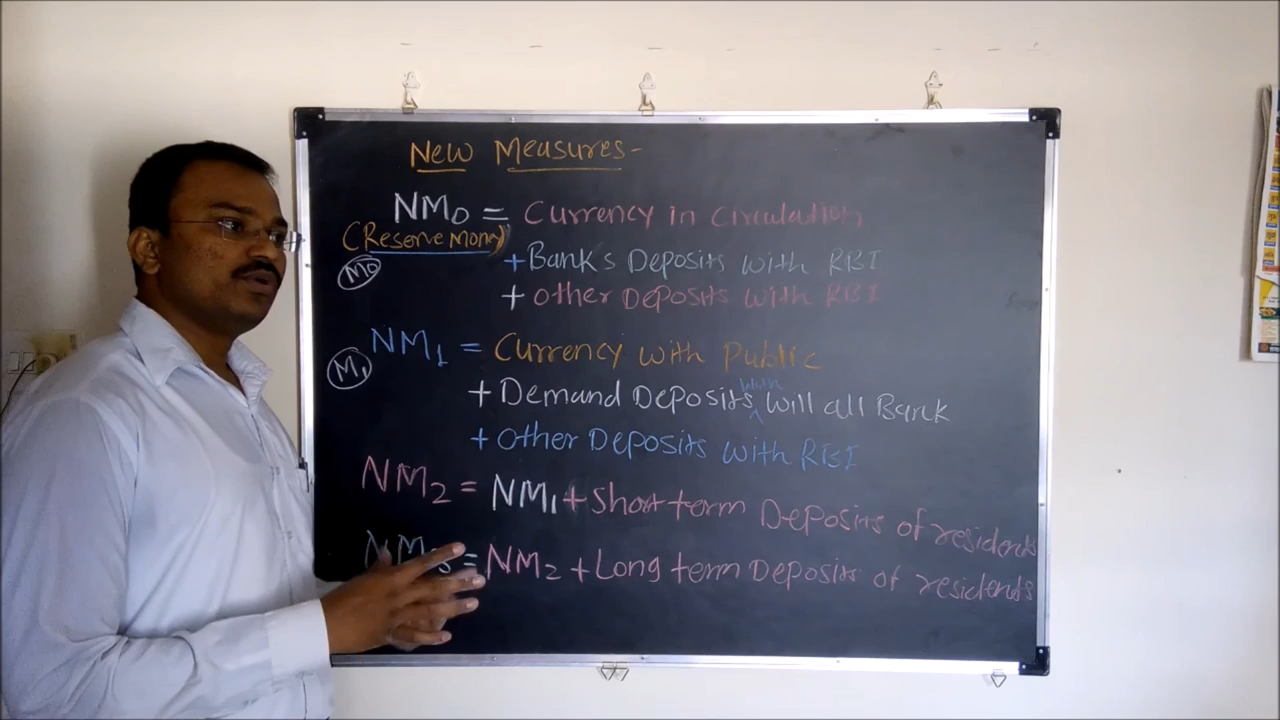 New Measures-
NM0 = Currency in Circulation
(Reserve Money)
M0
+ Banks Deposits with RBI
+ other Deposits with RBI
NM1 = Currency with Public
M1
with
+ Demand Deposits will all Bank
+ Other Deposits with RBI
NM2 = NM1 + Short term Deposits of residents
NM3 = NM2 + Long term Deposits of residents